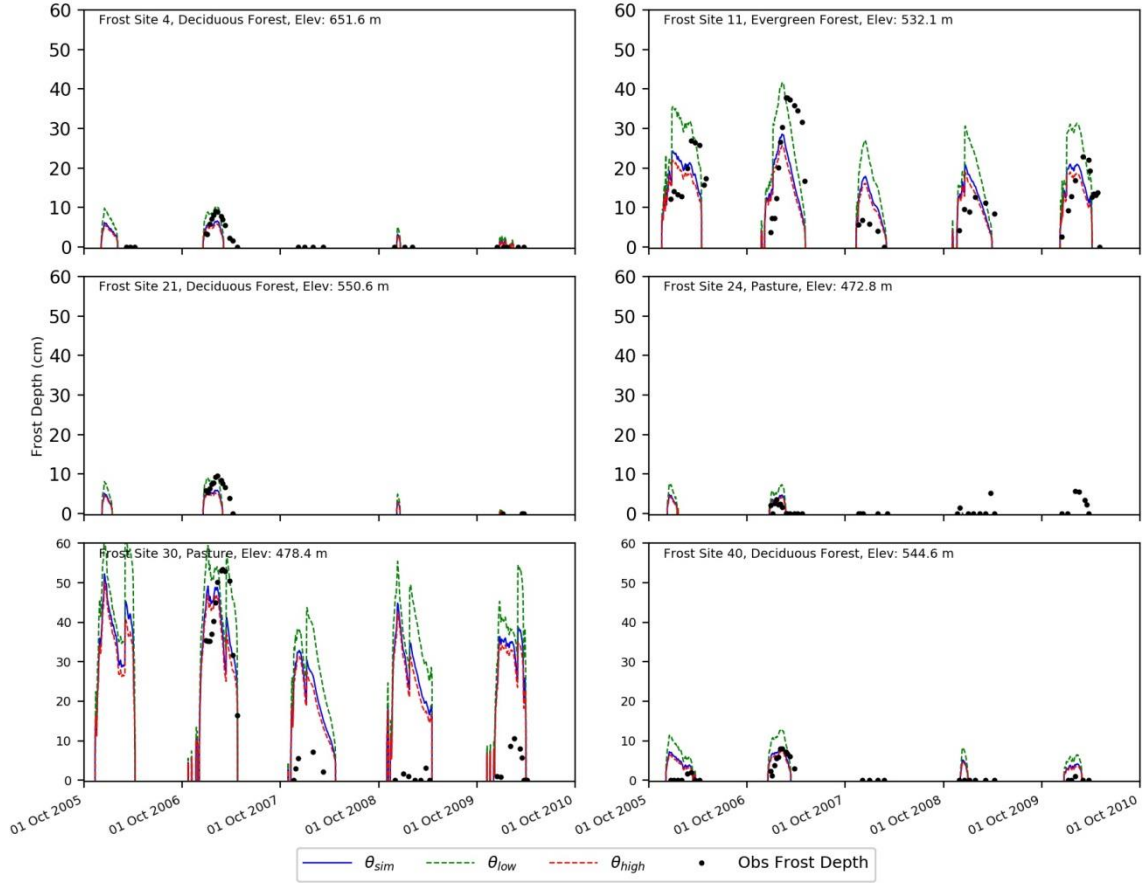 60
50
40
30
20
10
0
Frost Site 4, Deciduous Forest, Elev: 651.6 m
60
50
40
30
20
10
0
Frost Site 11, Evergreen Forest, Elev: 532.1 m
60
50
40
30
20
10
0
Frost Site 21, Deciduous Forest, Elev: 550.6 m
60
50
40
30
20
10
0
Frost Site 24, Pasture, Elev: 472.8 m
Frost Depth (cm)
60
50
40
30
20
10
0
Frost Site 30, Pasture, Elev: 478.4 m
60
50
40
30
20
10
0
Frost Site 40, Deciduous Forest, Elev: 544.6 m
01 Oct 2005
01 Oct 2006
01 Oct 2007
01 Oct 2008
01 Oct 2009
01 Oct 2010
01 Oct 2005
01 Oct 2006
01 Oct 2007
01 Oct 2008
01 Oct 2009
01 Oct 2010
θsim θlow θhigh Obs Frost Depth